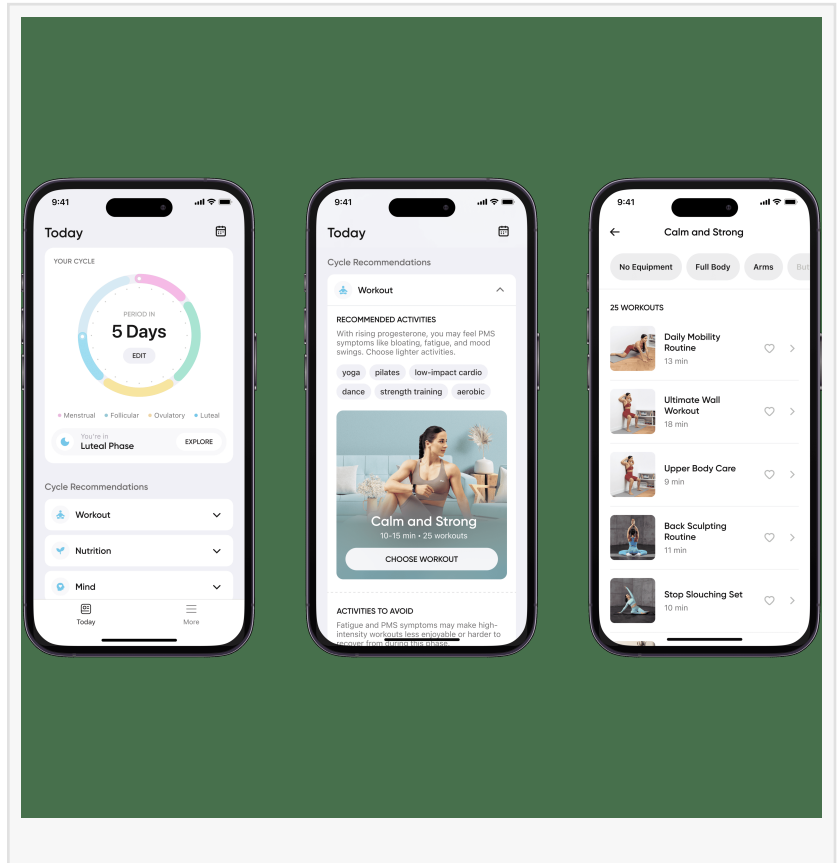 9:41
Today
YOUR CYCLE
PERIOD IN
5 Days
EDIT
Menstrual
Follicular
Ovulatory
Luteal
You're in
Luteal Phase
EXPLORE
Cycle Recommendations
Workout
Nutrition
Mind
Today
More
9:41
Today
Cycle Recommendations
Workout
RECOMMENDED ACTIVITIES
With rising progesterone, you may feel PMS
symptoms like bloating, fatigue, and mood
swings. Choose lighter activities.
yoga
pilates
low-impact cardio
dance
strength training
aerobic
Calm and Strong
10-15 min • 25 workouts
CHOOSE WORKOUT
ACTIVITIES TO AVOID
Fatigue and PMS symptoms may make high-
intensity workouts less enjoyable or harder to
recover from during this phase.
9:41
Calm and Strong
No Equipment
Full Body
Arms
But
25 WORKOUTS
Daily Mobility
Routine
13 min
Ultimate Wall
Workout
18 min
Upper Body Care
9 min
Back Sculpting
Routine
11 min
Stop Slouching Set
10 min